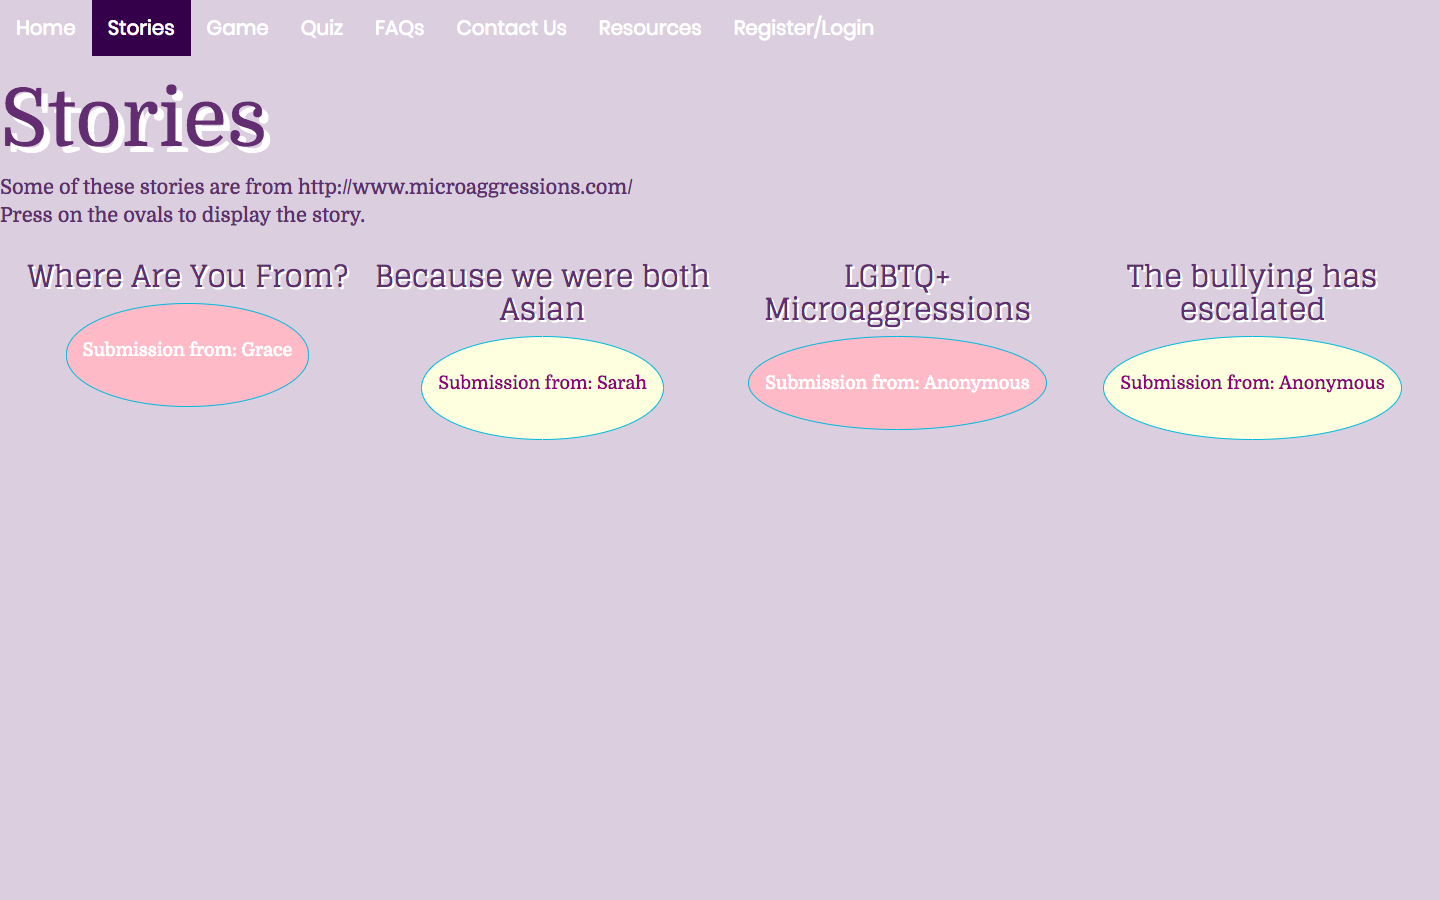 Home Stories Game Quiz FAQs Contact Us Resources Register/Login
Stories
Some of these stories are from http://www.microaggressions.com/
Press on the ovals to display the story.
Where Are You From?
Submission from: Grace
Because we were both
Asian
Submission from: Sarah
LGBTQ+
Microaggressions
Submission from: Anonymous
The bullying has
escalated
Submission from: Anonymous